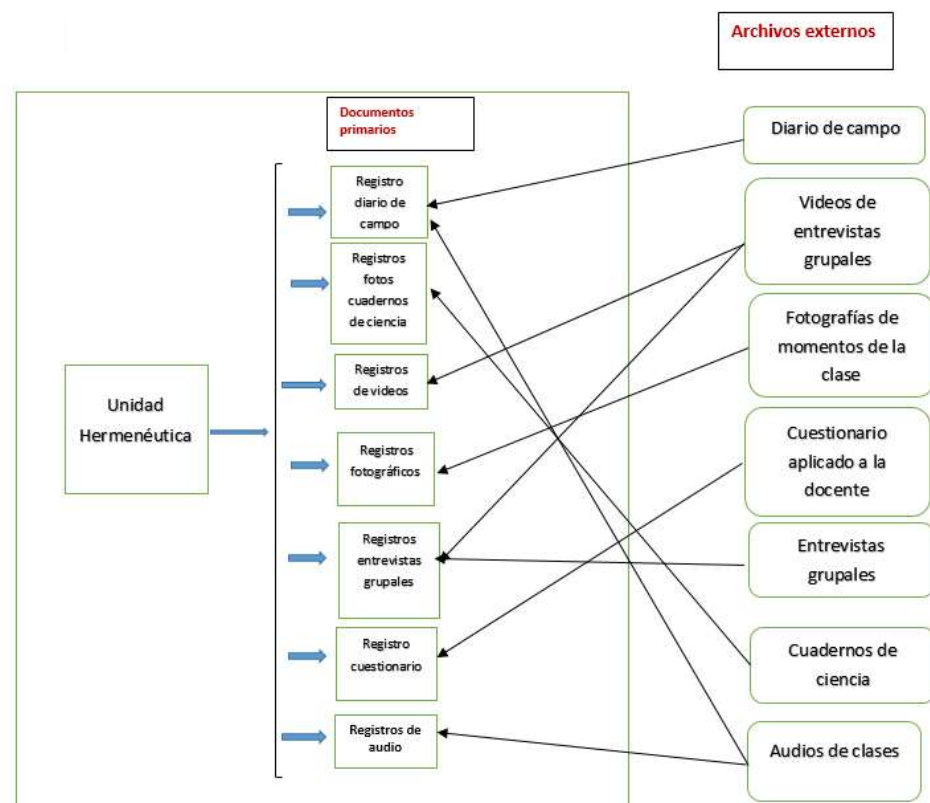 Archivos externos
Documentos
primarios
Unidad
Hermenéutica
Registro
diario de
campo
Registros
fotos
cuadernos
de ciencia
Registros
de videos
Registros
fotográficos
Registros
entrevistas
grupales
Registro
cuestionario
Registros de
audio
Diario de campo
Videos de
entrevistas
grupales
Fotografías de
momentos de la
clase
Cuestionario
aplicado a la
docente
Entrevistas
grupales
Cuadernos de
ciencia
Audios de clases